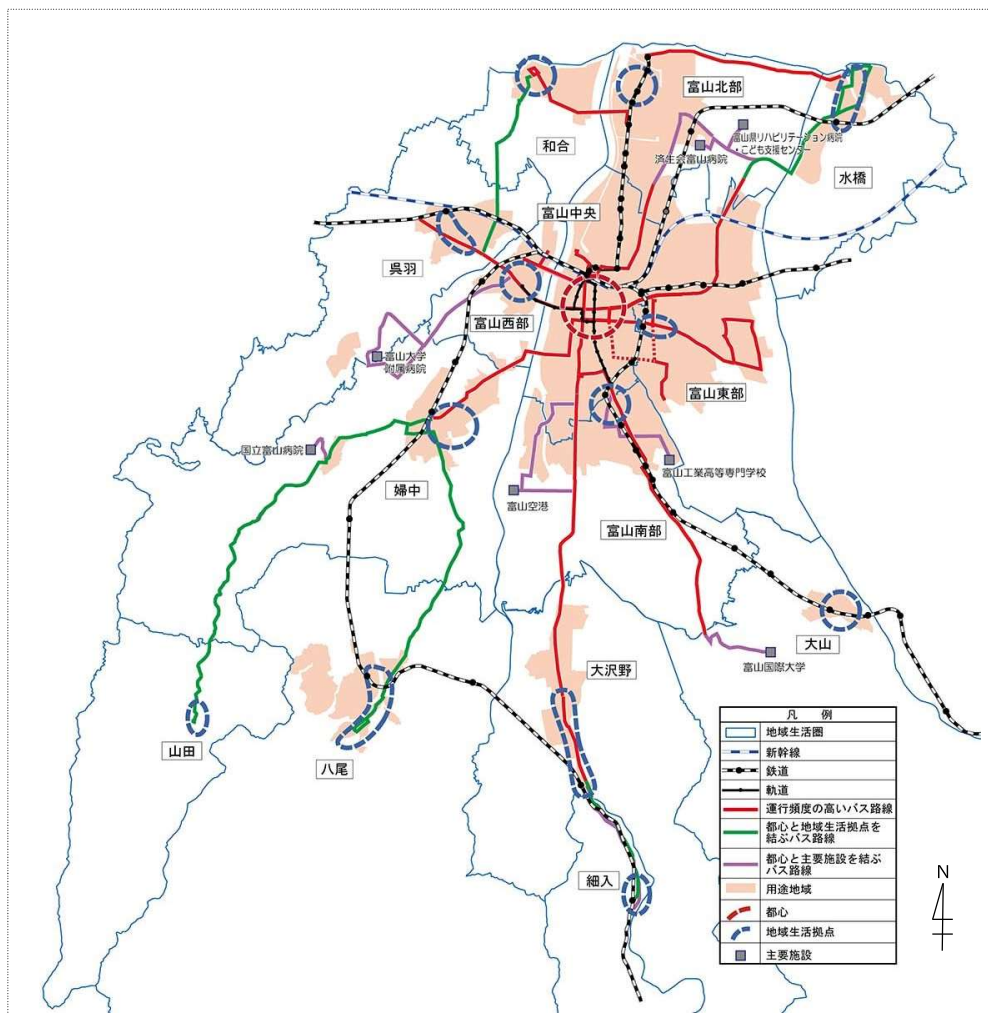 富山北部
富山県リハビリテーション病院
・こども支援センター
和合
済生会富山病院
水橋
富山中央
呉羽
富山西部
富山大学
附属病院
富山東部
国立富山病院
富山工業高等専門学校
婦中
富山空港
富山南部
大山
富山国際大学
大沢野
山田
八尾
細入
凡 例
地域生活圏
新幹線
鉄道
軌道
運行頻度の高いバス路線
都心と地域生活拠点を
結ぶバス路線
都心と主要施設を結ぶ
バス路線
用途地域
都心
地域生活拠点
主要施設
N